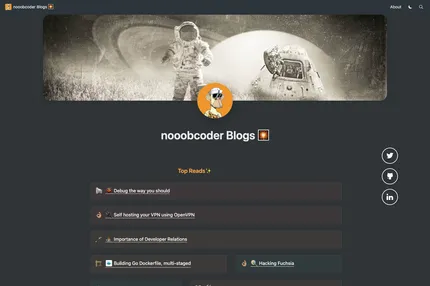 nooobcoder Blogs
About
nooobcoder Blogs
Top Reads
Debug the way you should
Self hosting your VPN using OpenVPN
Importance of Developer Relations
Building Go Dockerfile, multi-staged
Hacking Fuchsia
in